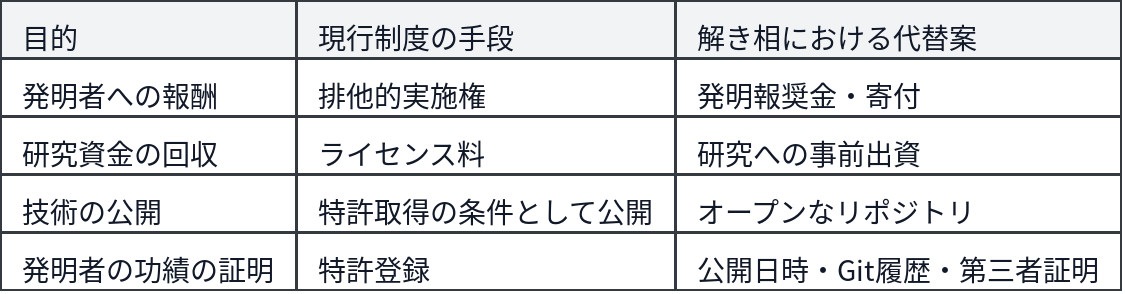 目的 現行制度の手段 解き相における代替案
発明者への報酬 排他的実施権 発明報奨金・寄付
研究資金の回収 ライセンス料 研究への事前出資
技術の公開 特許取得の条件として公開 オープンなリポジトリ
発明者の功績の証明 特許登録 公開日時・Git履歴・第三者証明